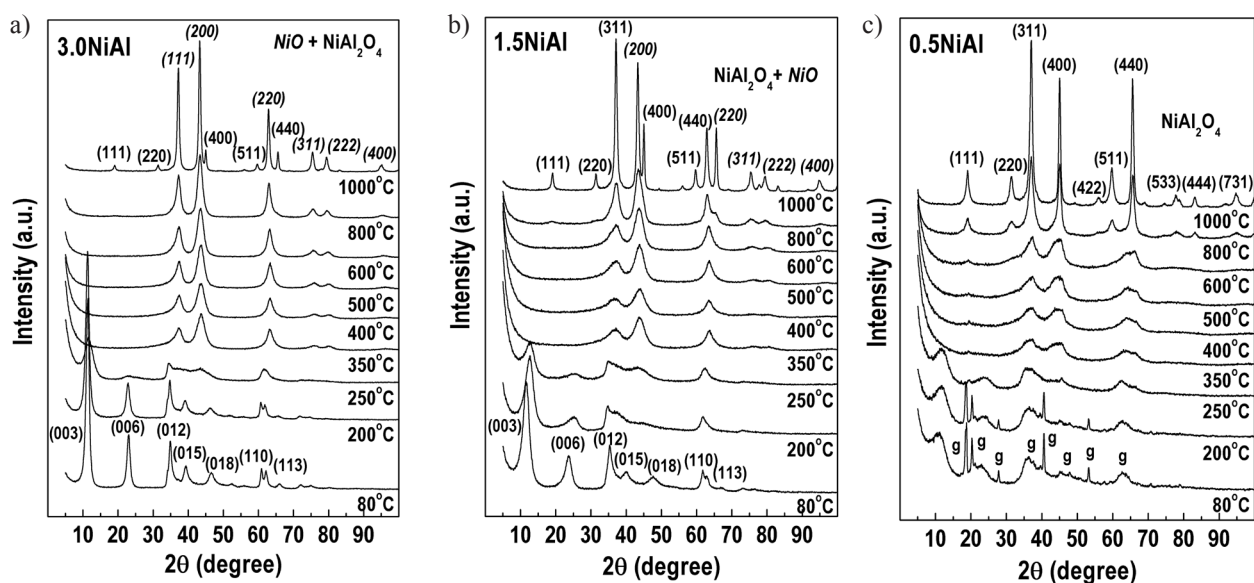 a)
3.0NiAl
NiO + NiAl₂O₄
(111)
(200)
(220)
(111)
(220)
(400)
(511)
(440)
(311)
(222)
(400)
1000°C
800°C
600°C
500°C
400°C
350°C
250°C
200°C
80°C
(003)
(006)
(012)
(015)
(018)
(110)
(113)
Intensity (a.u.)
10 20 30 40 50 60 70 80 90
2θ (degree)
b)
1.5NiAl
NiAl₂O₄ + NiO
(311)
(200)
(400)
(220)
(440)
(111)
(220)
(511)
(311)
(222)
(400)
1000°C
800°C
600°C
500°C
400°C
350°C
250°C
200°C
80°C
(003)
(006)
(012)
(015)
(018)
(110)
(113)
Intensity (a.u.)
10 20 30 40 50 60 70 80 90
2θ (degree)
c)
0.5NiAl
NiAl₂O₄
(311)
(400)
(440)
(111)
(220)
(422)
(511)
(533)
(444)
(731)
1000°C
800°C
600°C
500°C
400°C
350°C
250°C
200°C
80°C
g g g g g g
Intensity (a.u.)
10 20 30 40 50 60 70 80 90
2θ (degree)